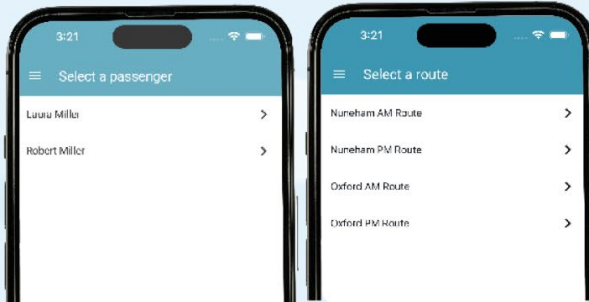 3:21
Select a passenger
Laura Miller
Robert Miller
3:21
Select a route
Nuneham AM Route
Nuneham PM Route
Oxford AM Route
Oxford PM Route